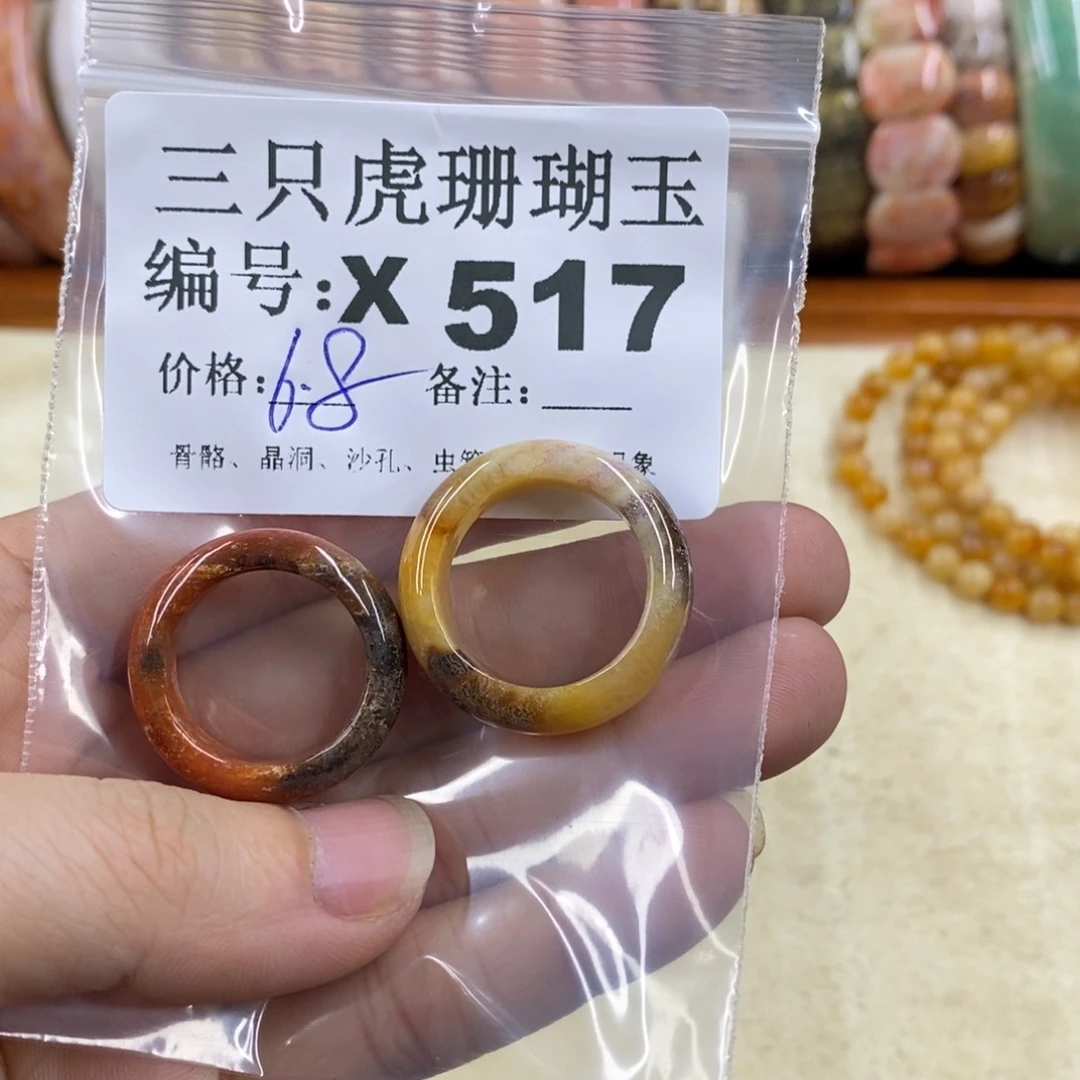 三只虎珊瑚玉
编号:X 517
价格:6.8 备注:____
骨骼、晶洞、沙孔、虫